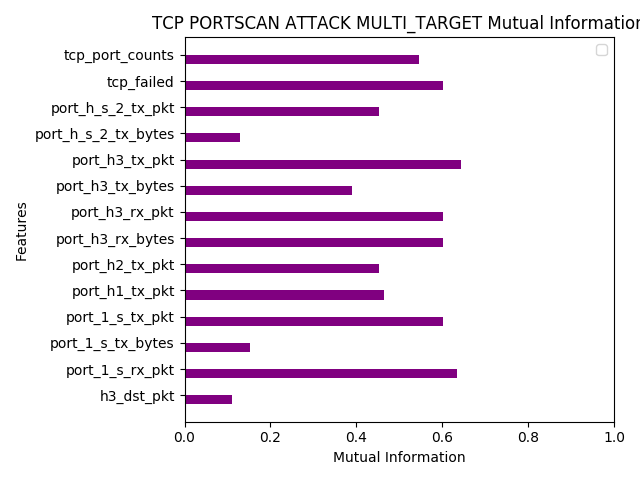 TCP PORTSCAN ATTACK MULTI_TARGET Mutual Information
tcp_port_counts
tcp_failed
port_h_s_2_tx_pkt
port_h_s_2_tx_bytes
port_h3_tx_pkt
port_h3_tx_bytes
port_h3_rx_pkt
port_h3_rx_bytes
port_h2_tx_pkt
port_h1_tx_pkt
port_1_s_tx_pkt
port_1_s_tx_bytes
port_1_s_rx_pkt
h3_dst_pkt
Features
0.0 0.2 0.4 0.6 0.8 1.0
Mutual Information